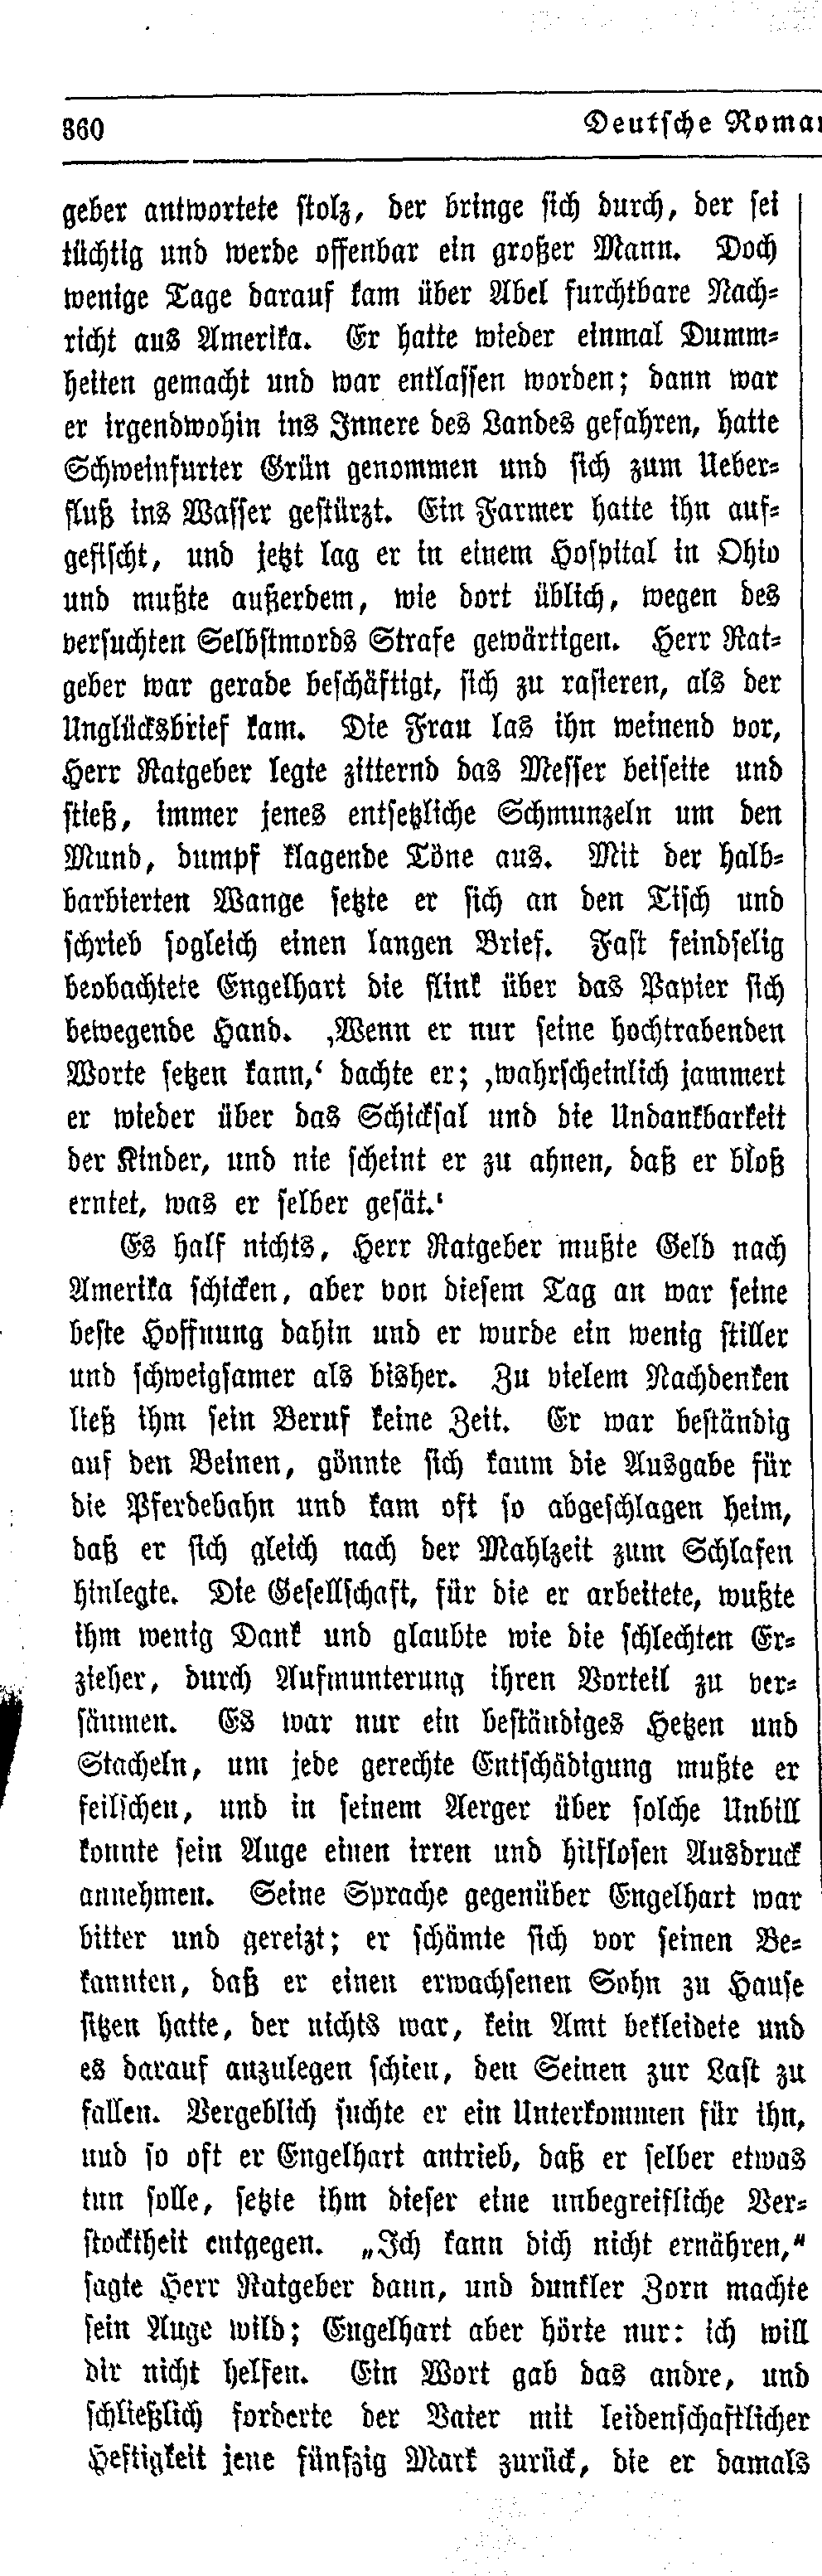 360 Deutsche Roman
geber antwortete stolz, der bringe sich durch, der sei
tüchtig und werde offenbar ein großer Mann. Doch
wenige Tage darauf kam über Abel furchtbare Nach-
richt aus Amerika. Er hatte wieder einmal Dumm-
heiten gemacht und war entlassen worden; dann war
er irgendwohin ins Innere des Landes gefahren, hatte
Schweinfurter Grün genommen und sich zum Ueber-
fluß ins Wasser gestürzt. Ein Farmer hatte ihn auf-
gefischt, und jetzt lag er in einem Hospital in Ohio
und mußte außerdem, wie dort üblich, wegen des
versuchten Selbstmords Strafe gewärtigen. Herr Rat-
geber war gerade beschäftigt, sich zu rasieren, als der
Unglücksbrief kam. Die Frau las ihn weinend vor,
Herr Ratgeber legte zitternd das Messer beiseite und
stieß, immer jenes entsetzliche Schmunzeln um den
Mund, dumpf klagende Töne aus. Mit der halb-
barbierten Wange setzte er sich an den Tisch und
schrieb sogleich einen langen Brief. Fast feindselig
beobachtete Engelhart die flink über das Papier sich
bewegende Hand. ‚Wenn er nur seine hochtrabenden
Worte setzen kann,‘ dachte er; ‚wahrscheinlich jammert
er wieder über das Schicksal und die Undankbarkeit
der Kinder, und nie scheint er zu ahnen, daß er bloß
erntet, was er selber gesät.‘
Es half nichts, Herr Ratgeber mußte Geld nach
Amerika schicken, aber von diesem Tag an war seine
beste Hoffnung dahin und er wurde ein wenig stiller
und schweigsamer als bisher. Zu vielem Nachdenken
ließ ihm sein Beruf keine Zeit. Er war beständig
auf den Beinen, gönnte sich kaum die Ausgabe für
die Pferdebahn und kam oft so abgeschlagen heim,
daß er sich gleich nach der Mahlzeit zum Schlafen
hinlegte. Die Gesellschaft, für die er arbeitete, wußte
ihm wenig Dank und glaubte wie die schlechten Er-
zieher, durch Aufmunterung ihren Vorteil zu ver-
säumen. Es war nur ein beständiges Hetzen und
Stacheln, um jede gerechte Entschädigung mußte er
feilschen, und in seinem Aerger über solche Unbill
konnte sein Auge einen irren und hilflosen Ausdruck
annehmen. Seine Sprache gegenüber Engelhart war
bitter und gereizt; er schämte sich vor seinen Be-
kannten, daß er einen erwachsenen Sohn zu Hause
sitzen hatte, der nichts war, kein Amt bekleidete und
es darauf anzulegen schien, den Seinen zur Last zu
fallen. Vergeblich suchte er ein Unterkommen für ihn,
und so oft er Engelhart antrieb, daß er selber etwas
tun solle, setzte ihm dieser eine unbegreifliche Ver-
stocktheit entgegen. „Ich kann dich nicht ernähren,“
sagte Herr Ratgeber dann, und dunkler Zorn machte
sein Auge wild; Engelhart aber hörte nur: ich will
dir nicht helfen. Ein Wort gab das andre, und
schließlich forderte der Vater mit leidenschaftlicher
Heftigkeit jene fünfzig Mark zurück, die er damals